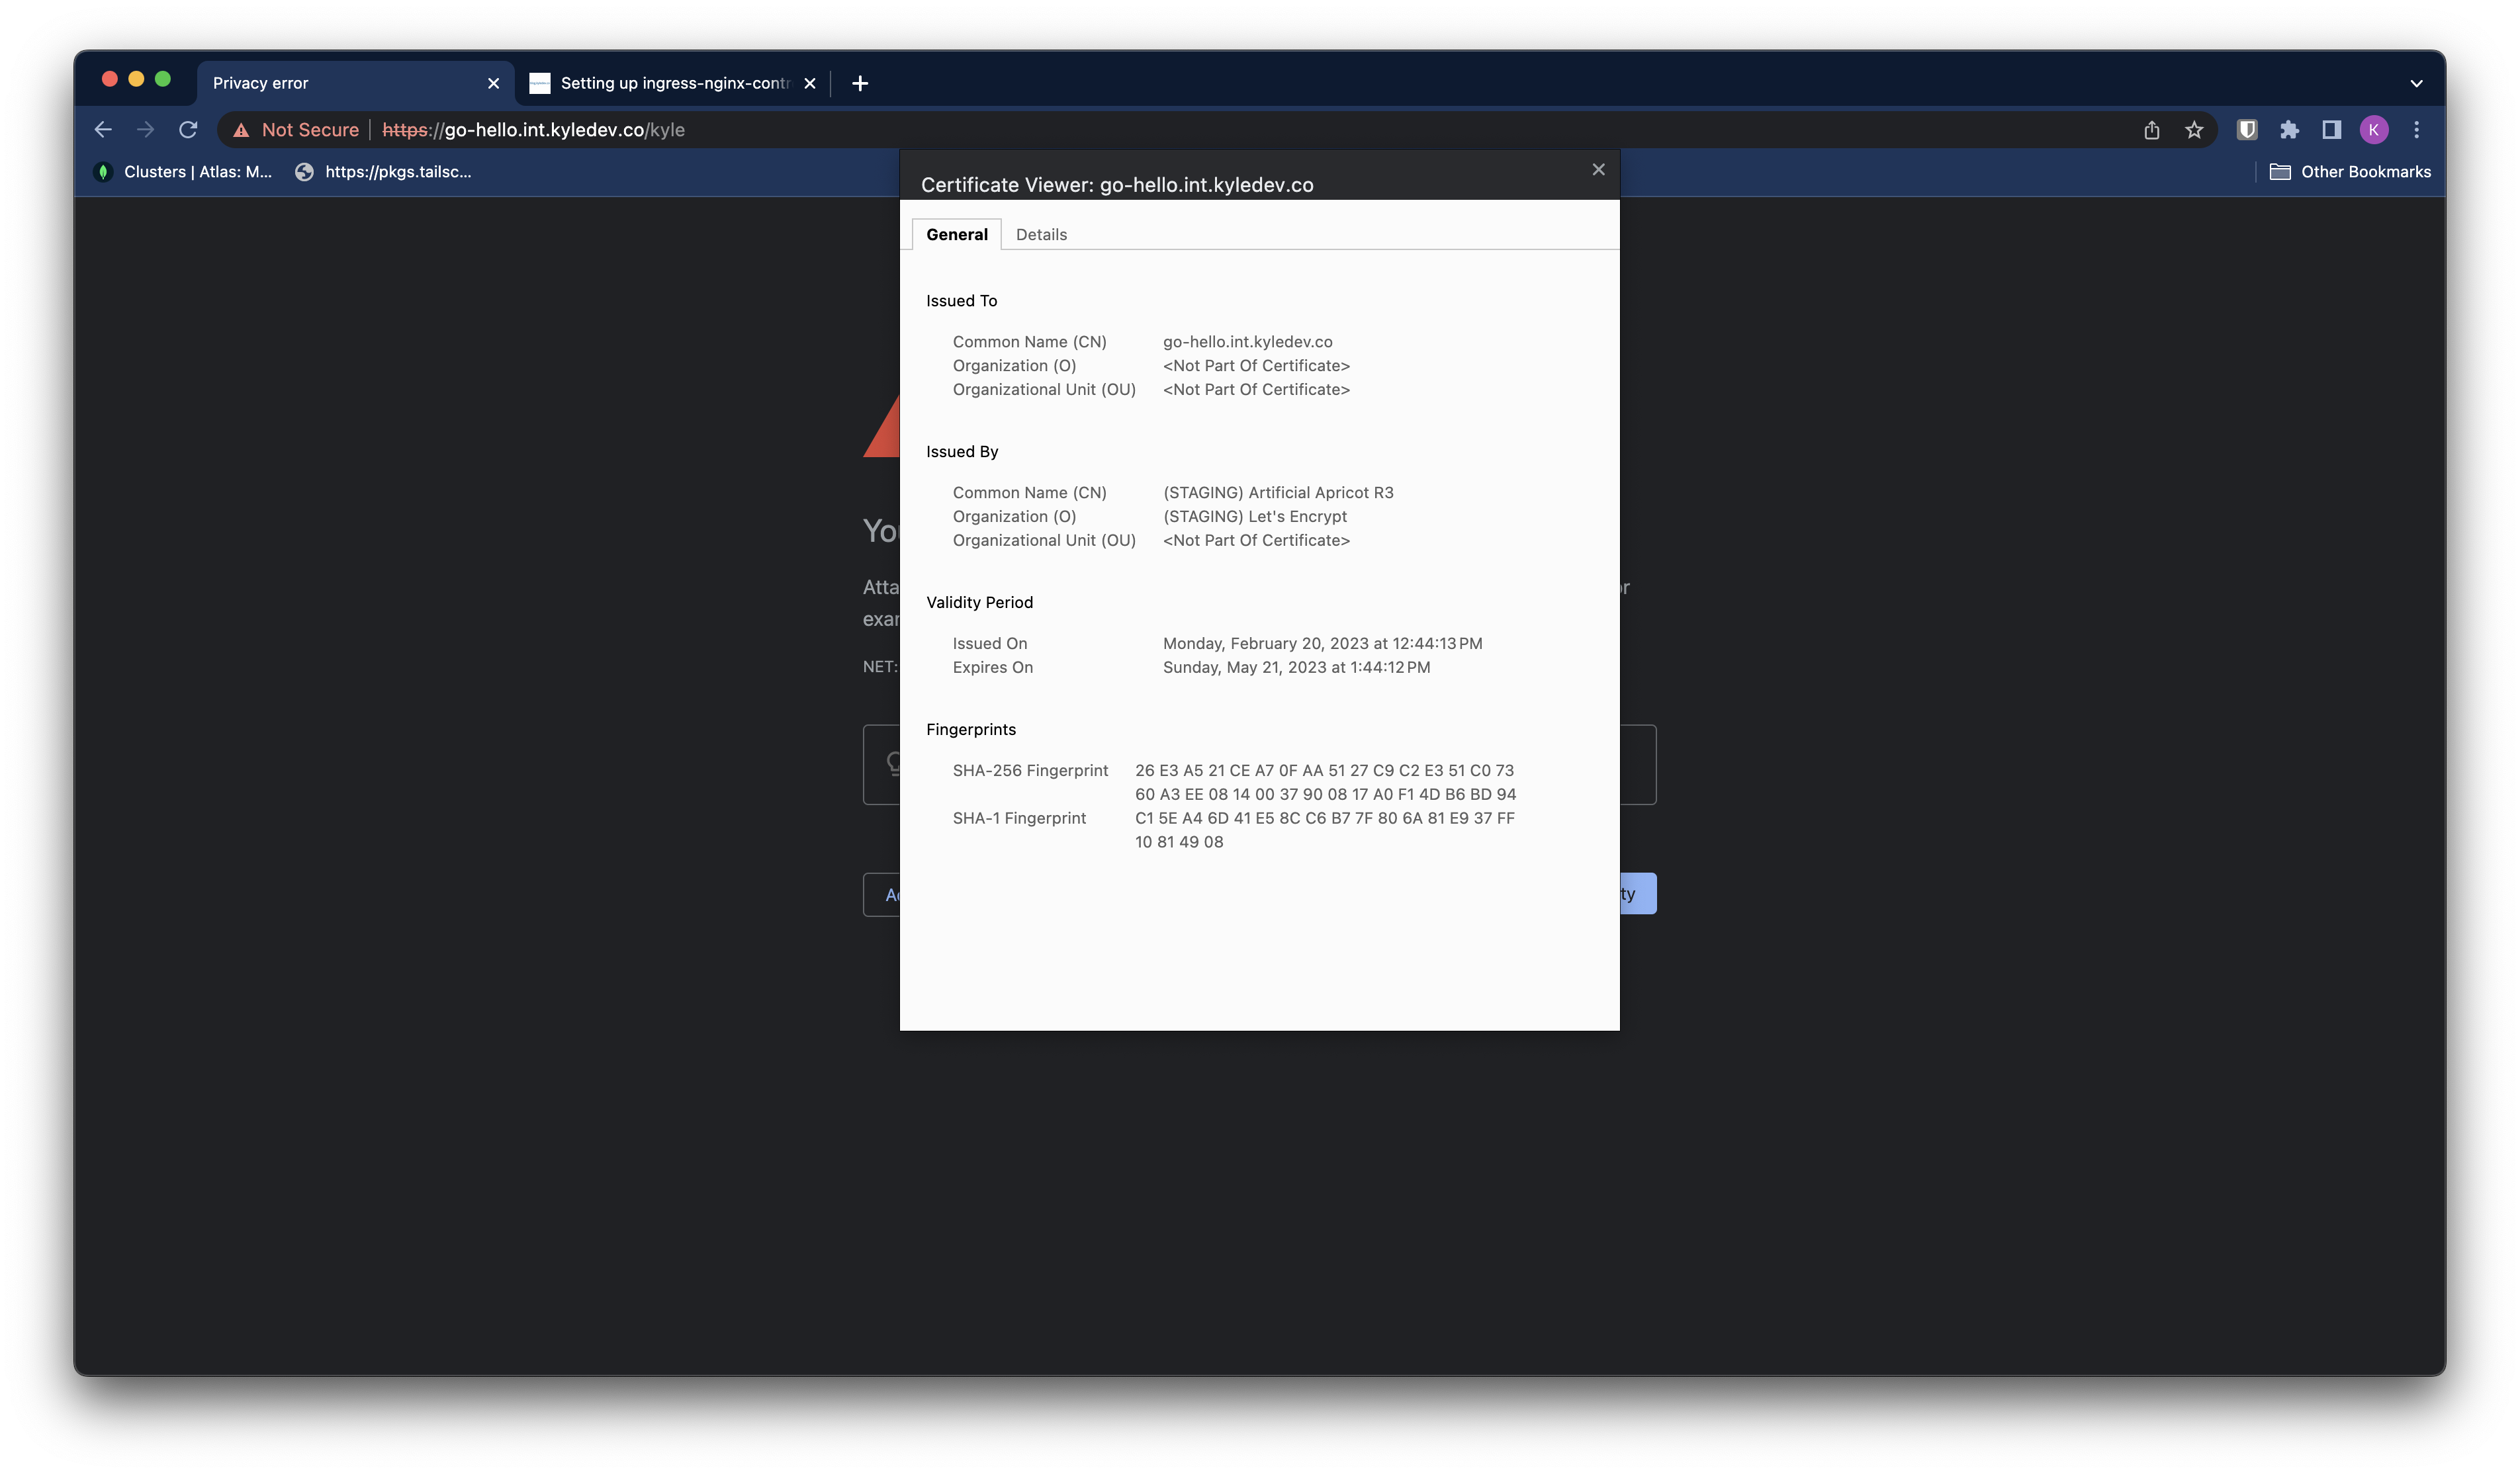 Privacy error
Setting up ingress-nginx-contr
Not Secure https://go-hello.int.kyledev.co/kyle
K
Clusters | Atlas: M... https://pkgs.tailsc... Other Bookmarks
Certificate Viewer: go-hello.int.kyledev.co
General Details
Issued To
Common Name (CN) go-hello.int.kyledev.co
Organization (O) <Not Part Of Certificate>
Organizational Unit (OU) <Not Part Of Certificate>
Issued By
Common Name (CN) (STAGING) Artificial Apricot R3
Organization (O) (STAGING) Let's Encrypt
Organizational Unit (OU) <Not Part Of Certificate>
Validity Period
Issued On Monday, February 20, 2023 at 12:44:13 PM
Expires On Sunday, May 21, 2023 at 1:44:12 PM
Fingerprints
SHA-256 Fingerprint 26 E3 A5 21 CE A7 0F AA 51 27 C9 C2 E3 51 C0 73
60 A3 EE 08 14 00 37 90 08 17 A0 F1 4D B6 BD 94
SHA-1 Fingerprint C1 5E A4 6D 41 E5 8C C6 B7 7F 80 6A 81 E9 37 FF
10 81 49 08
NET: